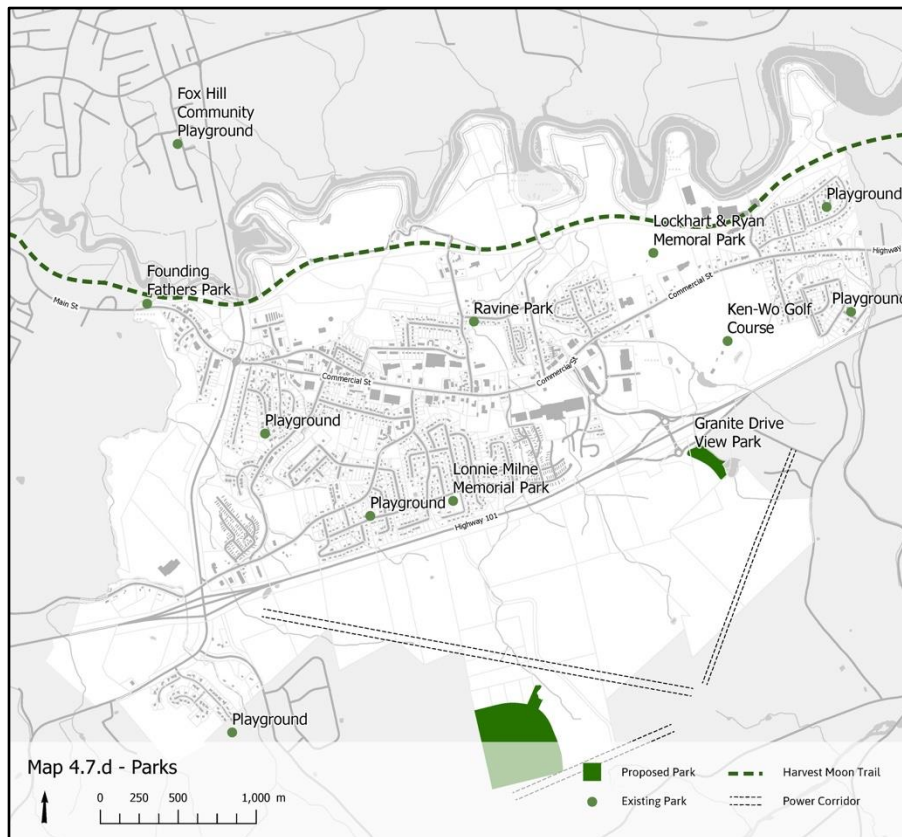 Fox Hill
Community
Playground
Playground
Lockhart & Ryan
Memoral Park
Highway
Founding
Fathers Park
Main St
Commercial St
Ravine Park
Ken-Wo Golf
Course
Playground
Commercial St
Commercial St
Playground
Granite Drive
View Park
Lonnie Milne
Memorial Park
Playground
Highway 101
Playground
Map 4.7.d - Parks
0 250 500 1,000 m
Proposed Park
Harvest Moon Trail
Existing Park
Power Corridor